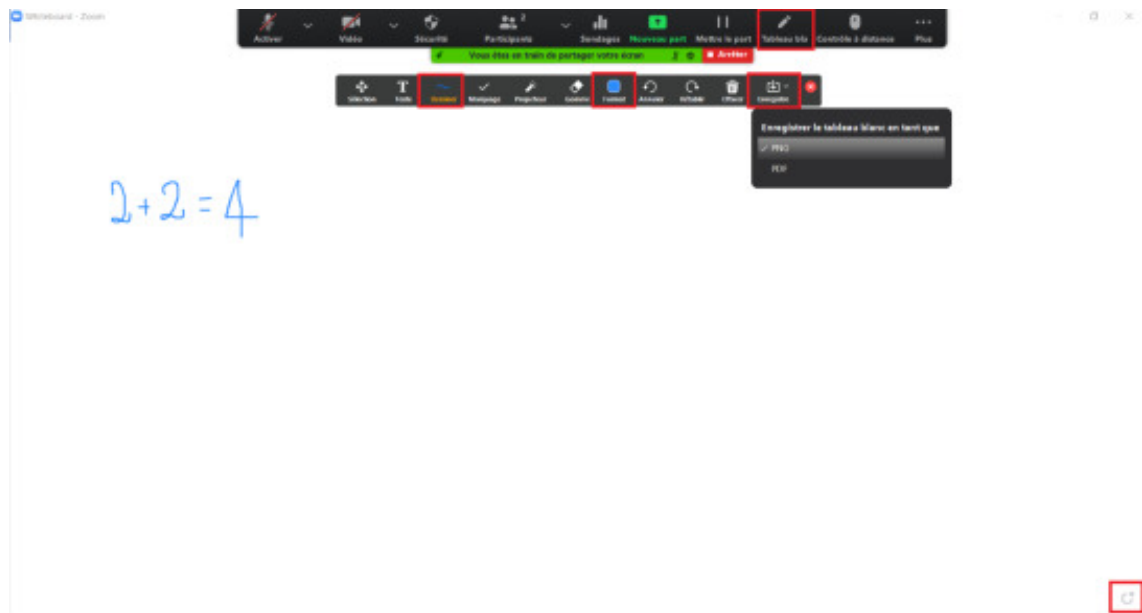 Whiteboard - Zoom
Activer Vidéo Sécurité Participants 2 Sondages Nouveau part Mettre le part Tableau bla Contrôle à distance Plus
Vous êtes en train de partager votre écran Arrêter
Sélection Texte Dessiner Marquage Projecteur Gomme Format Annuler Rétablir Effacer Enregistrer
Enregistrer le tableau blanc en tant que
PNG
PDF
2+2=4